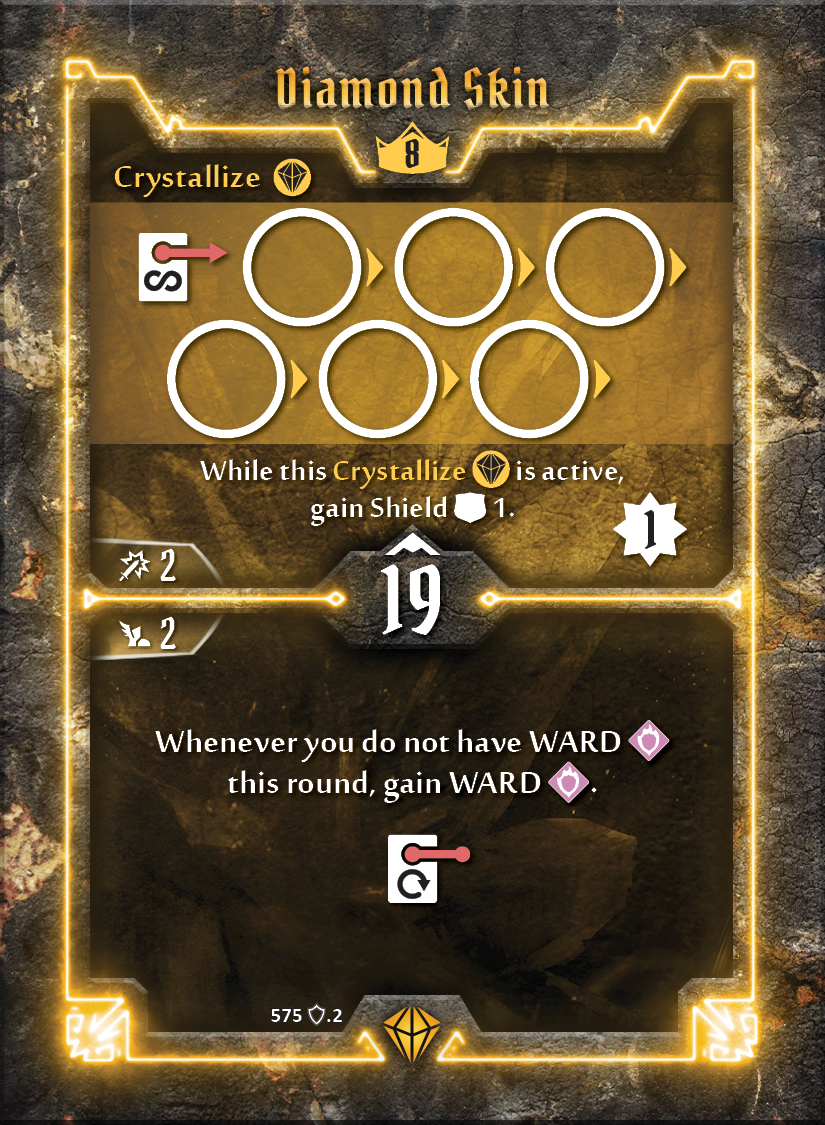 Diamond Skin
8
Crystallize
While this Crystallize is active,
gain Shield 1.
1
2
19
2
Whenever you do not have WARD
this round, gain WARD .
575 .2